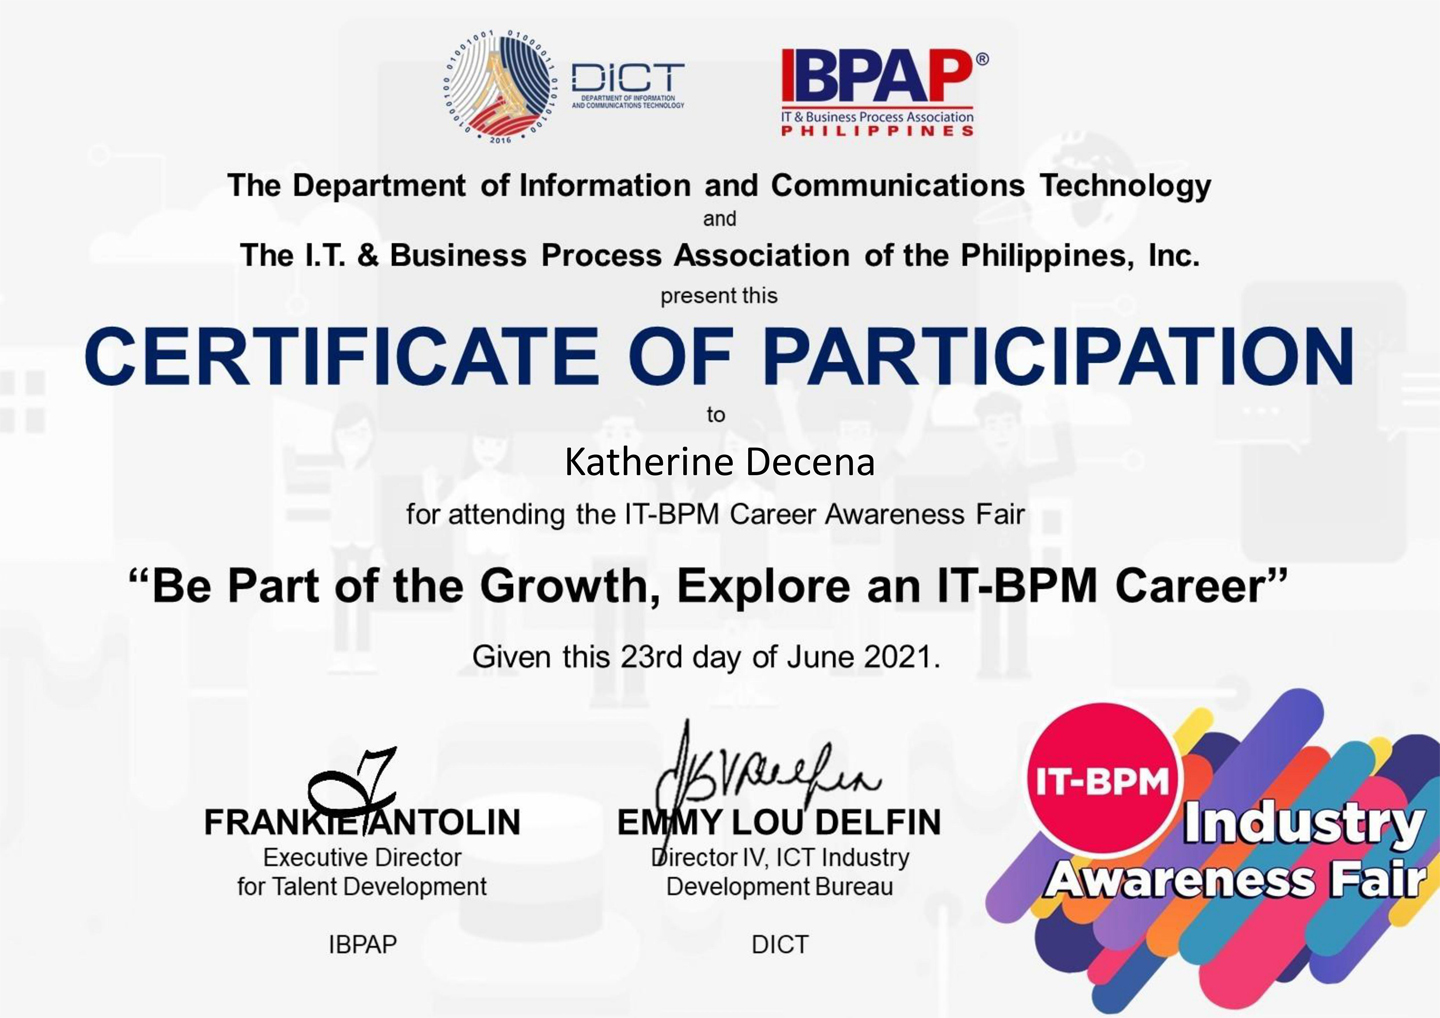 01000100 01001001 01000011 01010100
2016
DICT
DEPARTMENT OF INFORMATION
AND COMMUNICATIONS TECHNOLOGY
IBPAP®
IT & Business Process Association
PHILIPPINES
The Department of Information and Communications Technology
and
The I.T. & Business Process Association of the Philippines, Inc.
present this
CERTIFICATE OF PARTICIPATION
to
Katherine Decena
for attending the IT-BPM Career Awareness Fair
“Be Part of the Growth, Explore an IT-BPM Career”
Given this 23rd day of June 2021.
FRANKIE ANTOLIN
Executive Director
for Talent Development
IBPAP
EMMY LOU DELFIN
Director IV, ICT Industry
Development Bureau
DICT
IT-BPM
Industry
Awareness Fair